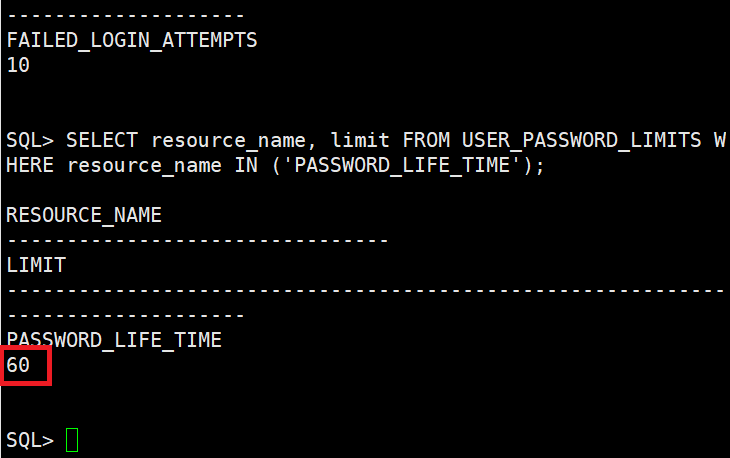 --------------------
FAILED_LOGIN_ATTEMPTS
10
SQL> SELECT resource_name, limit FROM USER_PASSWORD_LIMITS W
HERE resource_name IN ('PASSWORD_LIFE_TIME');
RESOURCE_NAME
--------------------------------
LIMIT
------------------------------------------------------------
--------------------
PASSWORD_LIFE_TIME
60
SQL>